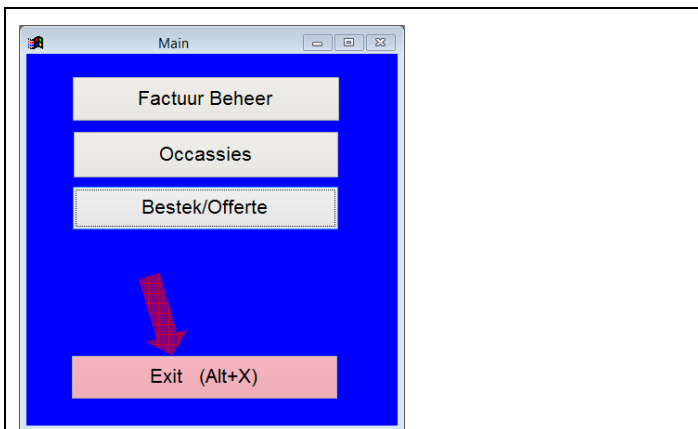 Main
Factuur Beheer
Occassies
Bestek/Offerte
Exit (Alt+X)